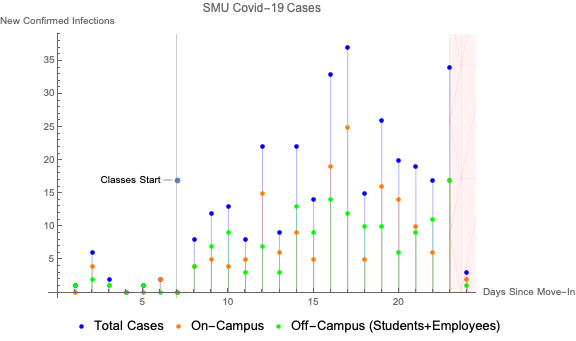 SMU Covid-19 Cases
New Confirmed Infections
35
30
25
20
Classes Start
15
10
5
5 10 15 20 Days Since Move-In
Total Cases On-Campus Off-Campus (Students+Employees)